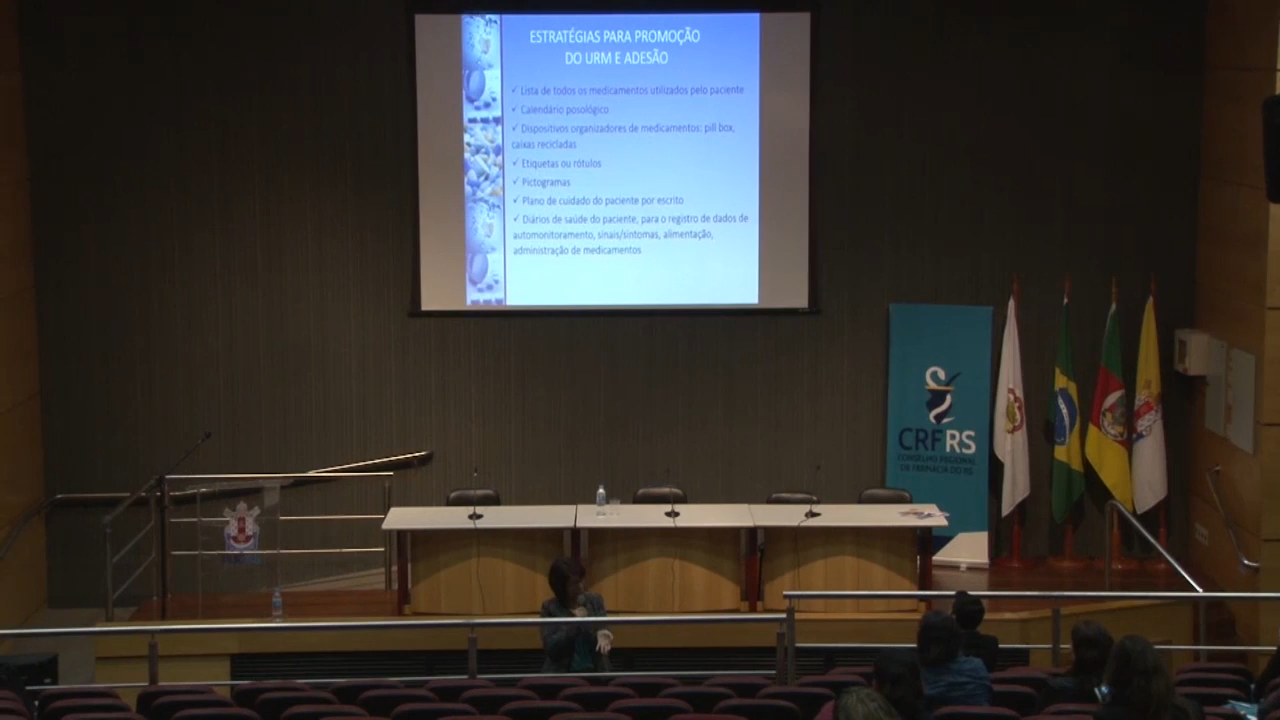 ESTRATÉGIAS PARA PROMOÇÃO
DO URM E ADESÃO
✓ Lista de todos os medicamentos utilizados pelo paciente
✓ Calendário posológico
✓ Dispositivos organizadores de medicamentos: pill box,
caixas recicladas
✓ Etiquetas ou rótulos
✓ Pictogramas
✓ Plano de cuidado do paciente por escrito
✓ Diários de saúde do paciente, para o registro de dados de
automonitoramento, sinais/sintomas, alimentação,
administração de medicamentos
CRFRS
CONSELHO REGIONAL
DE FARMÁCIA DO RS